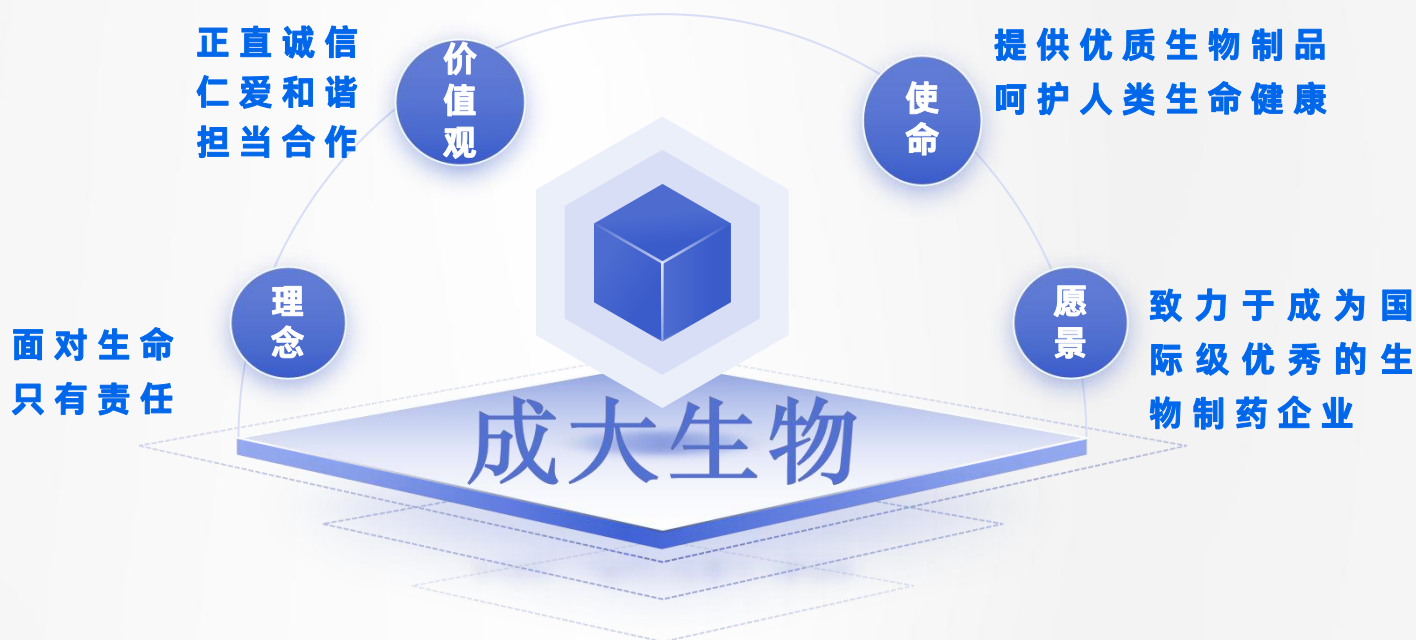 正直诚信
仁爱和谐
担当合作
价
值
观
使
命
提供优质生物制品
呵护人类生命健康
理
念
面对生命
只有责任
愿
景
致力于成为国
际级优秀的生
物制药企业
成大生物